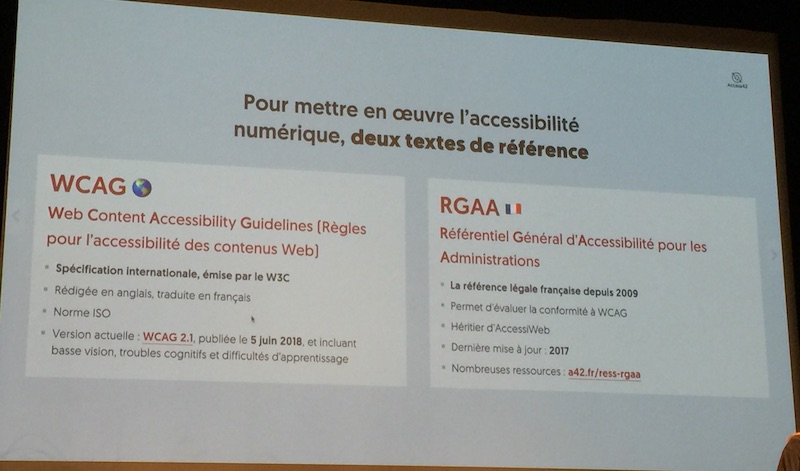 Access42
Pour mettre en œuvre l'accessibilité
numérique, deux textes de référence
WCAG
Web Content Accessibility Guidelines (Règles
pour l'accessibilité des contenus Web)
Spécification internationale, émise par le W3C
Rédigée en anglais, traduite en français
Norme ISO
Version actuelle : WCAG 2.1, publiée le 5 juin 2018, et incluant
basse vision, troubles cognitifs et difficultés d'apprentissage
RGAA
Référentiel Général d'Accessibilité pour les
Administrations
La référence légale française depuis 2009
Permet d'évaluer la conformité à WCAG
Héritier d'AccessiWeb
Dernière mise à jour : 2017
Nombreuses ressources : a42.fr/ress-rgaa